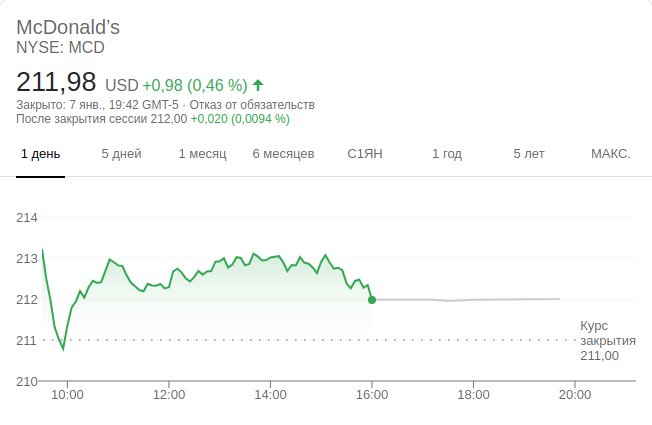 McDonald’s
NYSE: MCD
211,98 USD +0,98 (0,46 %)
Закрыто: 7 янв., 19:42 GMT-5 · Отказ от обязательств
После закрытия сессии 212,00 +0,020 (0,0094 %)
1 день 5 дней 1 месяц 6 месяцев С1ЯН 1 год 5 лет МАКС.
214
213
212
Курс
211 закрытия
211,00
210
10:00 12:00 14:00 16:00 18:00 20:00